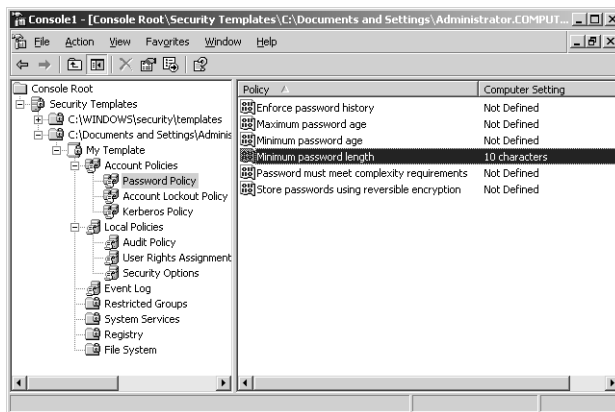 Console1 - [Console Root\Security Templates\C:\Documents and Settings\Administrator.COMPUT...
File Action View Favorites Window Help
Console Root
Security Templates
C:\WINDOWS\security\templates
C:\Documents and Settings\Adminis
My Template
Account Policies
Password Policy
Account Lockout Policy
Kerberos Policy
Local Policies
Audit Policy
User Rights Assignment
Security Options
Event Log
Restricted Groups
System Services
Registry
File System
Policy Computer Setting
Enforce password history Not Defined
Maximum password age Not Defined
Minimum password age Not Defined
Minimum password length 10 characters
Password must meet complexity requirements Not Defined
Store passwords using reversible encryption Not Defined